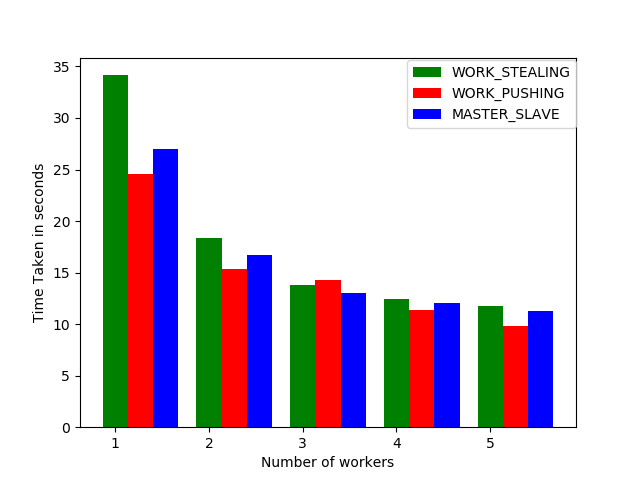 35
30
25
20
15
10
5
0
Time Taken in seconds
WORK_STEALING
WORK_PUSHING
MASTER_SLAVE
1 2 3 4 5
Number of workers